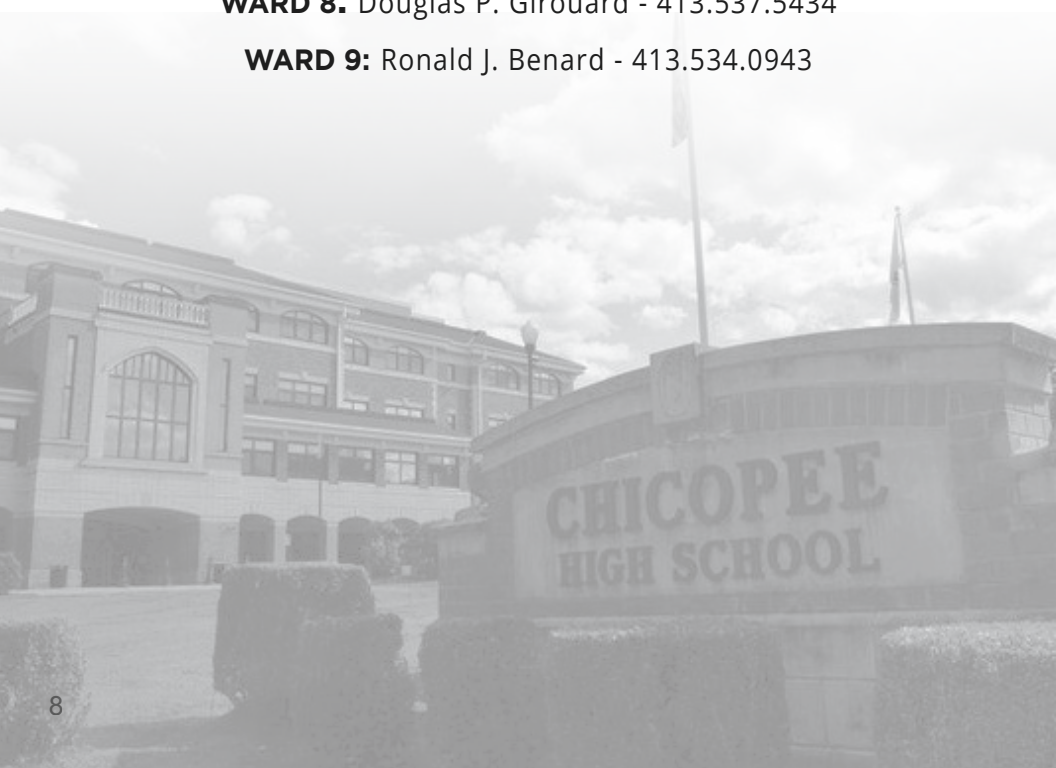 WARD 8: Douglas P. Girouard - 413.537.5434
WARD 9: Ronald J. Benard - 413.534.0943
CHICOPEE
HIGH SCHOOL
8